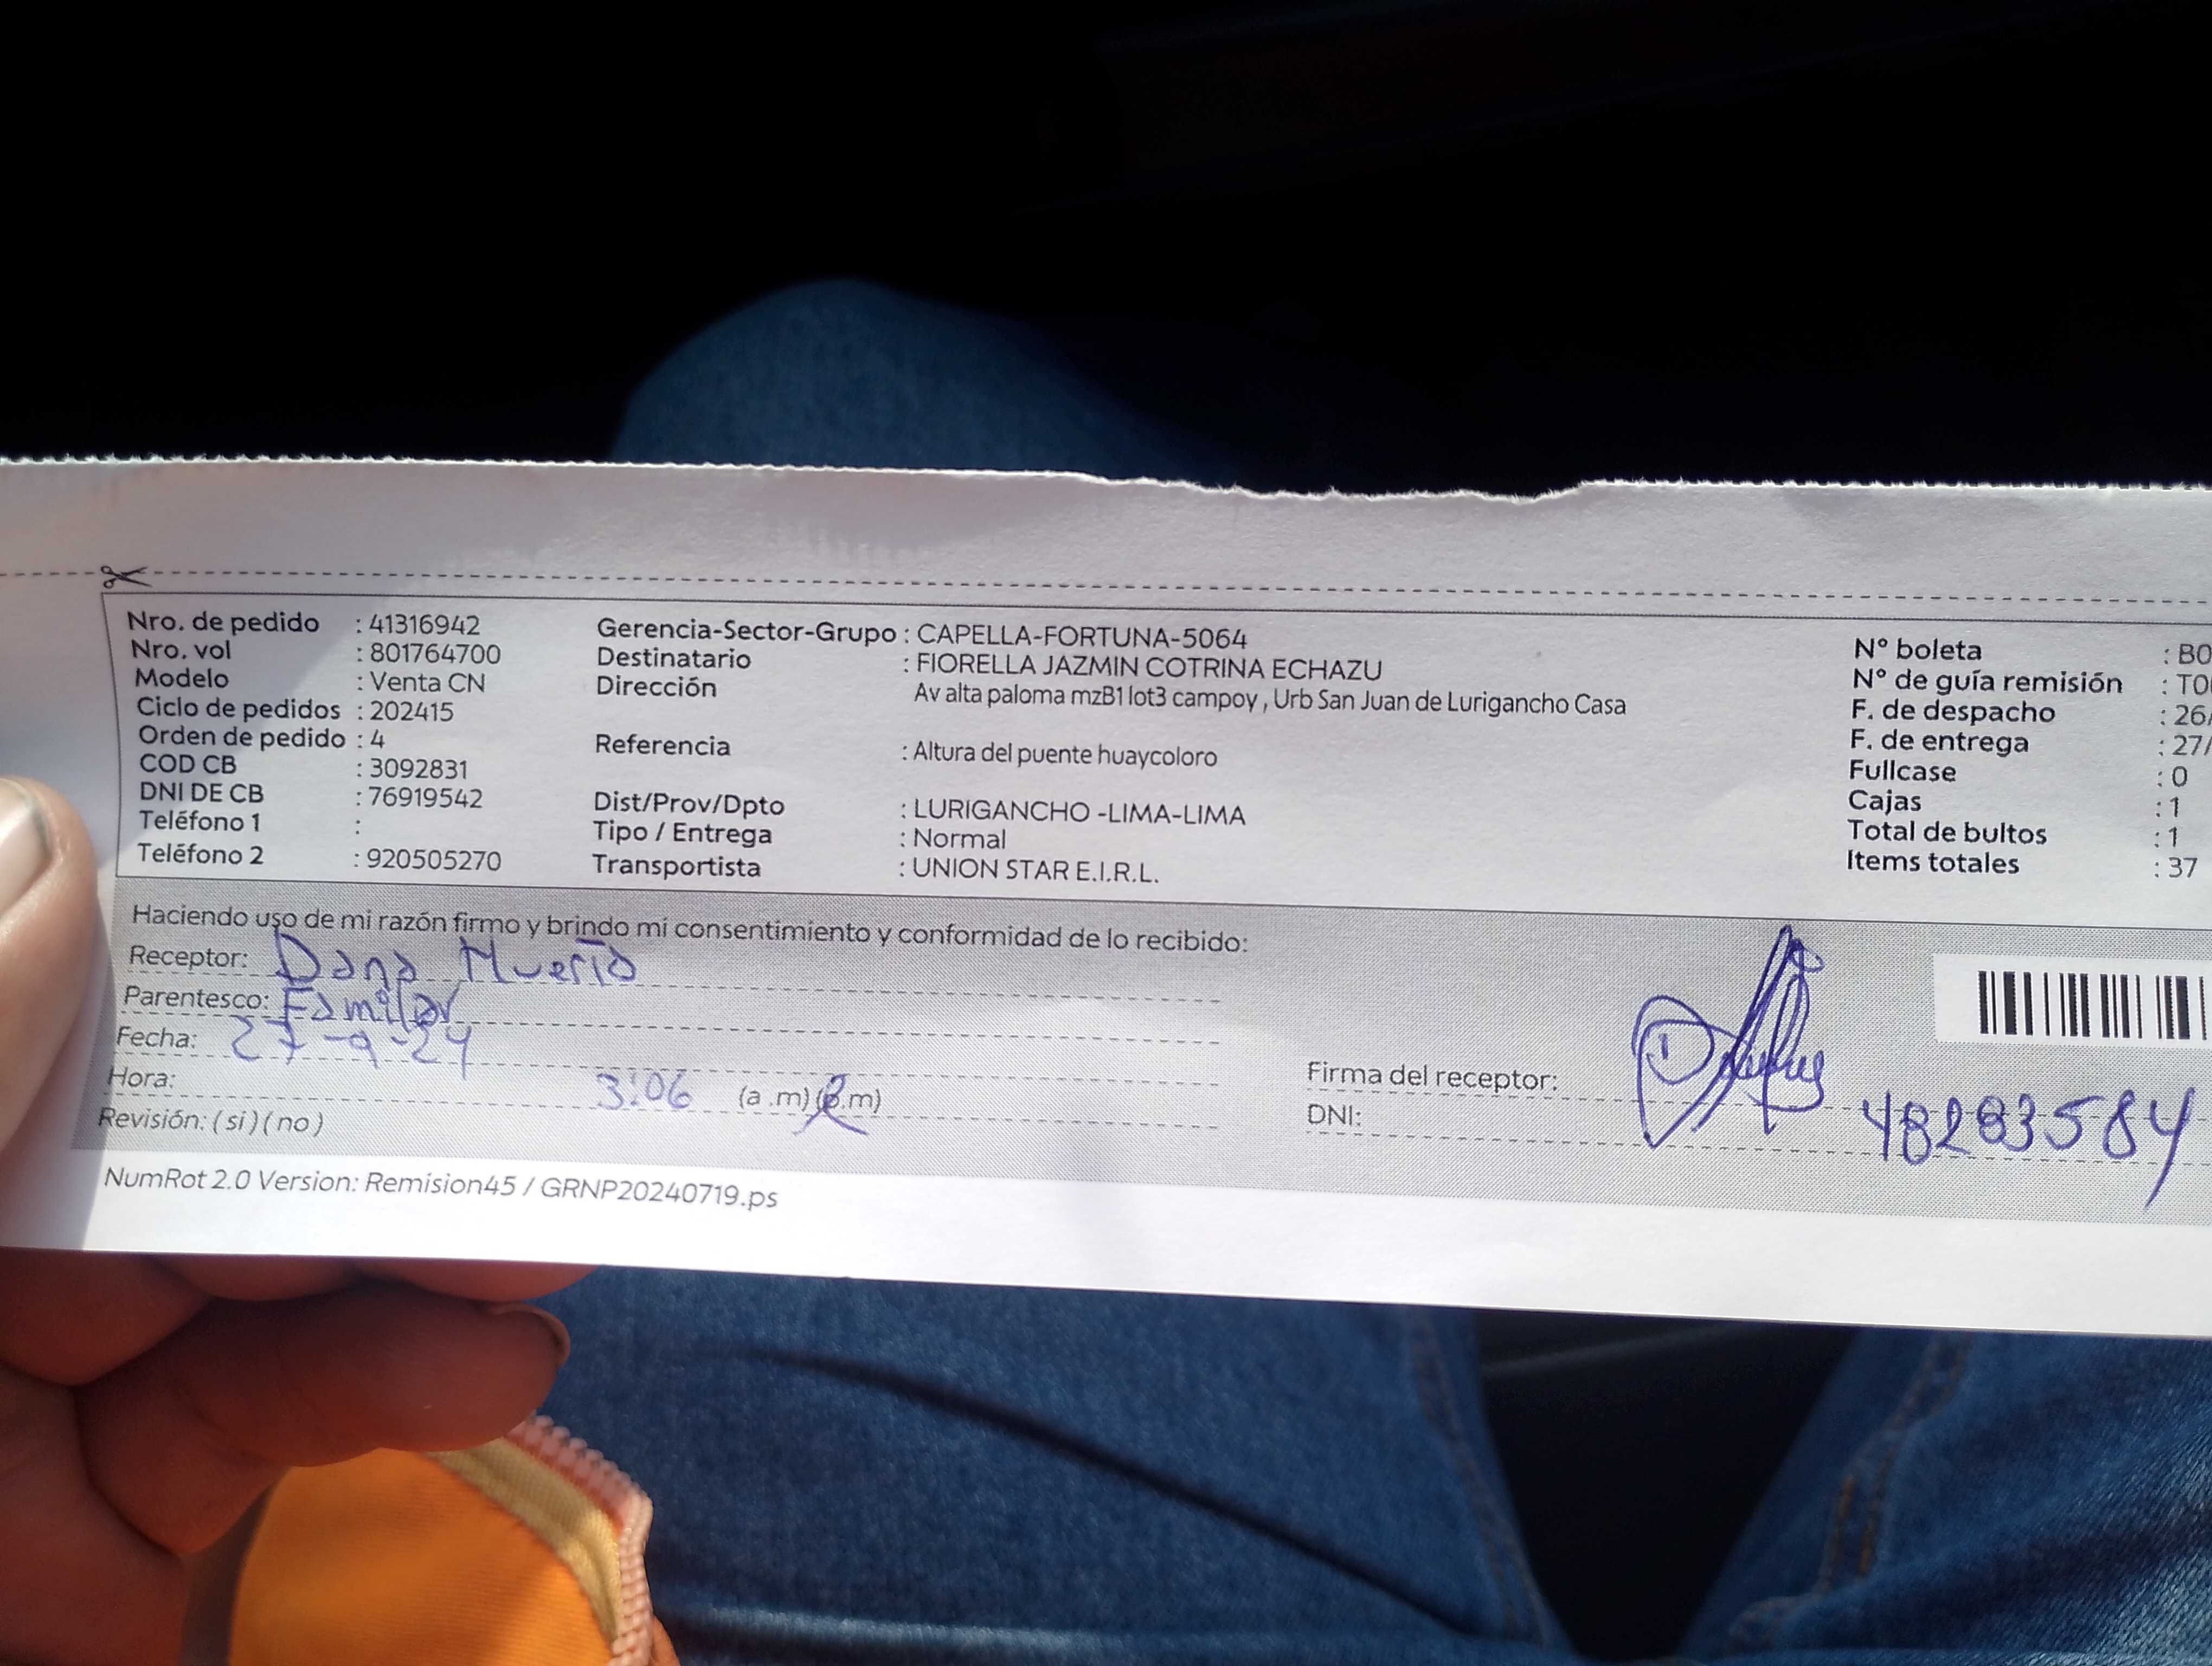 Nro. de pedido : 41316942
Nro. vol : 801764700
Modelo : Venta CN
Ciclo de pedidos : 202415
Orden de pedido : 4
COD CB : 3092831
DNI DE CB : 76919542
Teléfono 1 :
Teléfono 2 : 920505270
Gerencia-Sector-Grupo : CAPELLA-FORTUNA-5064
Destinatario : FIORELLA JAZMIN COTRINA ECHAZU
Dirección Av alta paloma mzB1 lot3 campoy , Urb San Juan de Lurigancho Casa
Referencia : Altura del puente huaycoloro
Dist/Prov/Dpto : LURIGANCHO -LIMA-LIMA
Tipo / Entrega : Normal
Transportista : UNION STAR E.I.R.L.
N° boleta : B0
N° de guía remisión : T0
F. de despacho : 26/
F. de entrega : 27/
Fullcase : 0
Cajas : 1
Total de bultos : 1
Items totales : 37
Haciendo uso de mi razón firmo y brindo mi consentimiento y conformidad de lo recibido:
Receptor: Dana
Parentesco: Familiar
Fecha: 27-9-24
Hora: 3:06 (a .m) (p.m)
Revisión: ( si ) ( no )
Firma del receptor:
DNI: 48283584
NumRot 2.0 Version: Remision45 / GRNP20240719.ps